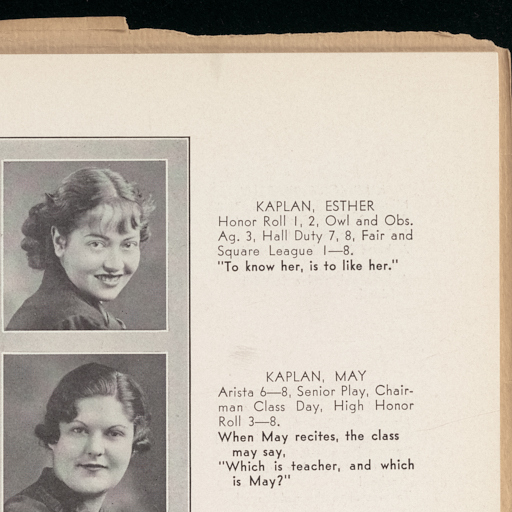 KAPLAN, ESTHER
Honor Roll 1, 2, Owl and Obs.
Ag. 3, Hall Duty 7, 8, Fair and
Square League 1—8.
"To know her, is to like her."
KAPLAN, MAY
Arista 6—8, Senior Play, Chair-
man Class Day, High Honor
Roll 3—8.
When May recites, the class
may say,
"Which is teacher, and which
is May?"